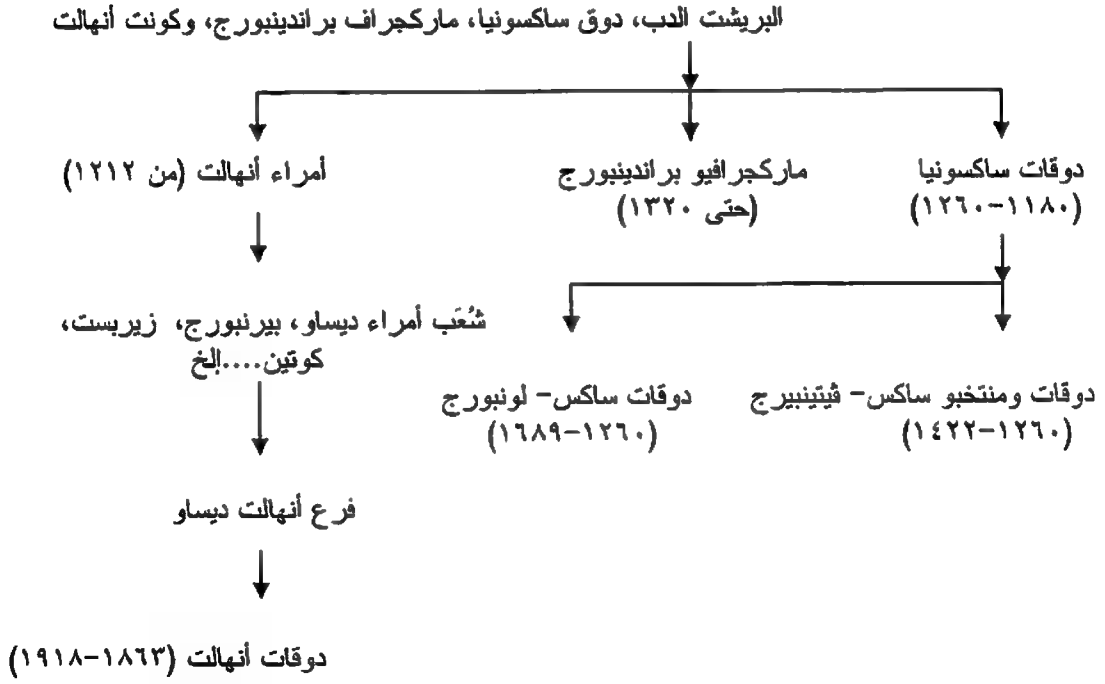 البريشت الدب، دوق ساكسونيا، ماركجراف براندينبورج، وكونت أنهالت
دوقات ساكسونيا
(١١٨٠-١٢٦٠)
ماركجرافيو براندينبورج
(حتى ١٣٢٠)
أمراء أنهالت (من ١٢١٢)
شُعَب أمراء ديساو، بيرنبورج، زيربست،
كوتين....إلخ
دوقات ومنتخبو ساكس- ڤيتينبيرج
(١٢٦٠-١٤٢٢)
دوقات ساكس- لونبورج
(١٢٦٠-١٦٨٩)
فرع أنهالت ديساو
دوقات أنهالت (١٨٦٣-١٩١٨)